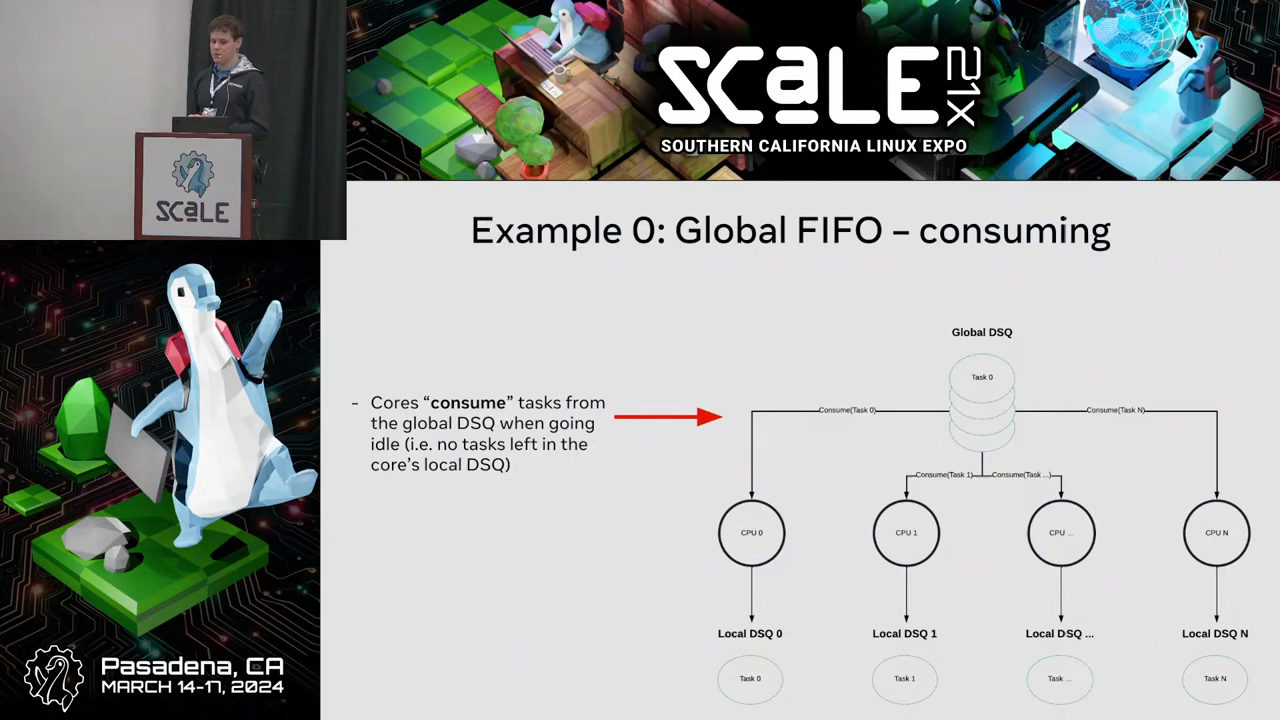 SCALE 21X
SOUTHERN CALIFORNIA LINUX EXPO
SCALE
Example 0: Global FIFO – consuming
- Cores “consume” tasks from
the global DSQ when going
idle (i.e. no tasks left in the
core’s local DSQ)
Global DSQ
Task 0
Consume(Task 0)
Consume(Task N)
Consume(Task 1)
Consume(Task ...)
CPU 0
CPU 1
CPU ...
CPU N
Local DSQ 0
Local DSQ 1
Local DSQ ...
Local DSQ N
Task 0
Task 1
Task ...
Task N
Pasadena, CA
MARCH 14-17, 2024